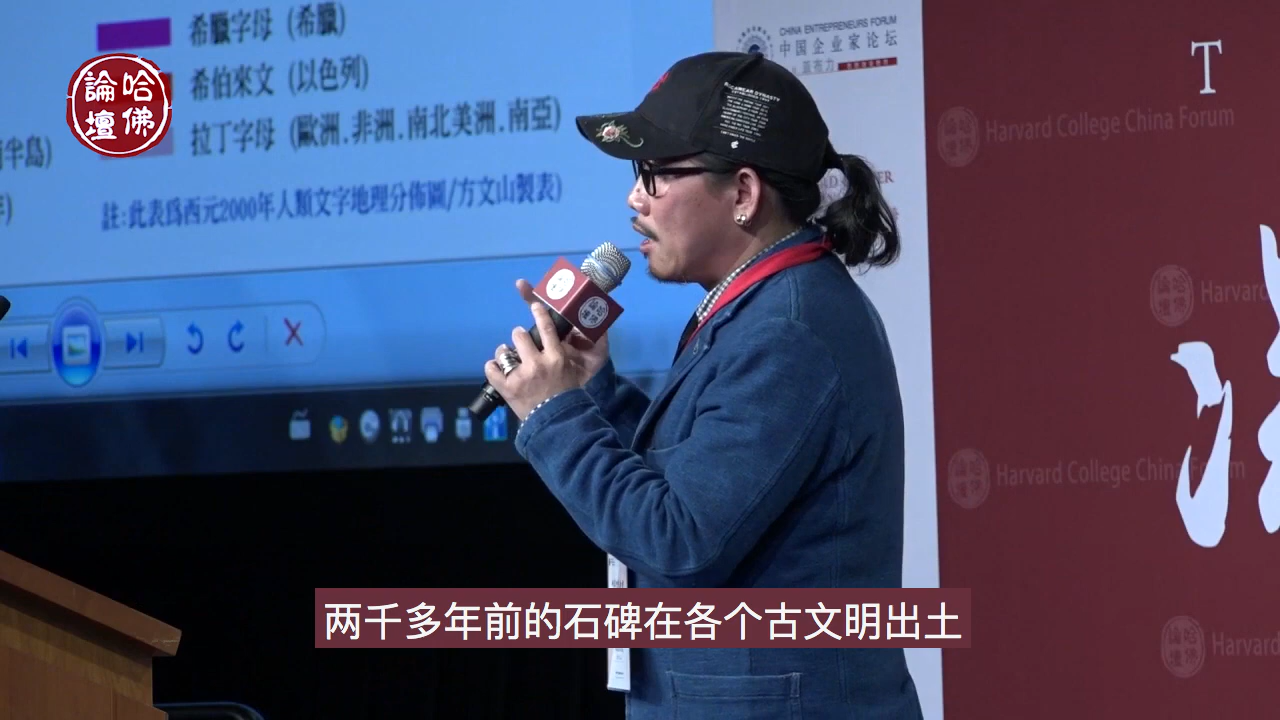 希臘字母 (希臘)
希伯來文 (以色列)
拉丁字母 (歐洲.非洲.南北美洲.南亞)
半島)
註:此表爲西元2000年人類文字地理分佈圖/方文山製表)
哈佛
論壇
CHINA ENTREPRENEURS FORUM
中国企业家论坛
T
Harvard College China Forum
Harvard
Harvard College China Forum
Harvard
两千多年前的石碑在各个古文明出土